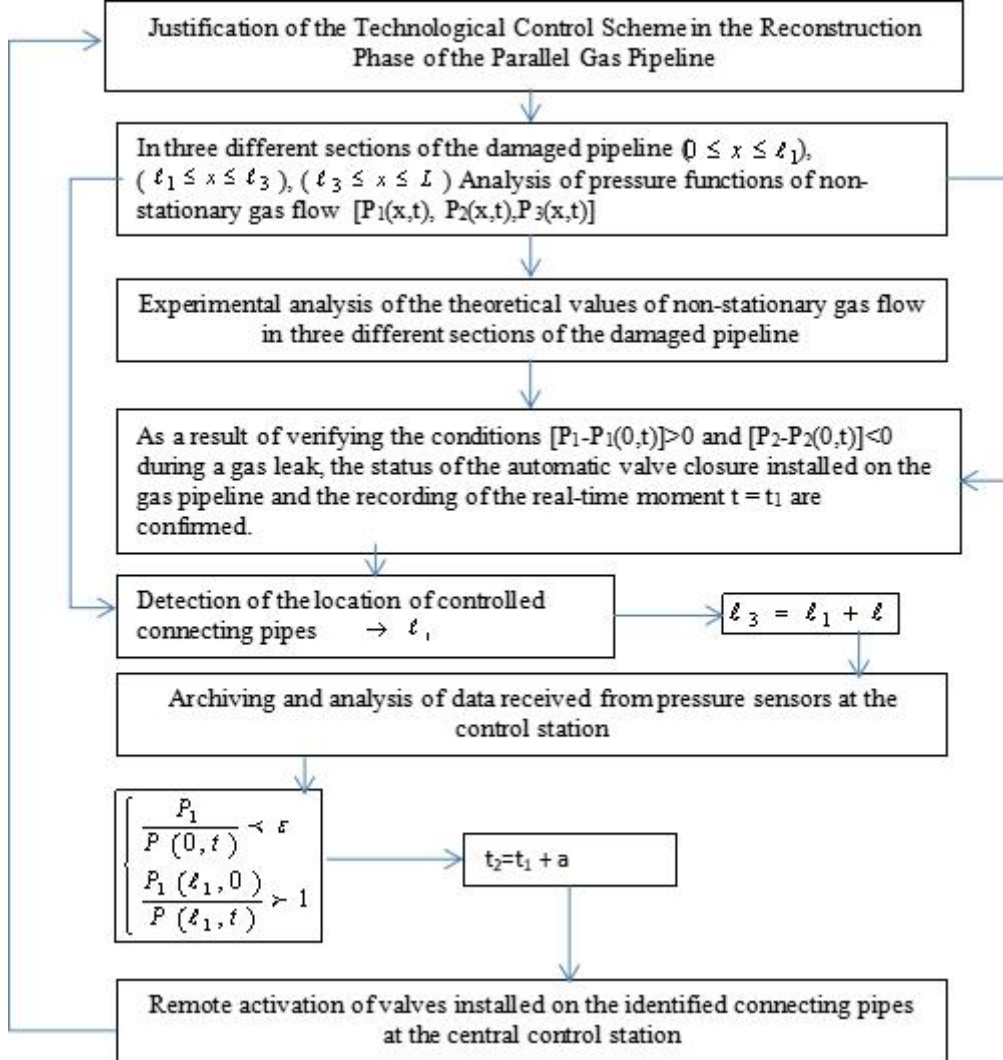 Justification of the Technological Control Scheme in the Reconstruction
Phase of the Parallel Gas Pipeline
In three different sections of the damaged pipeline (0 ≤ x ≤ ℓ₁),
( ℓ₁ ≤ x ≤ ℓ₃ ), ( ℓ₃ ≤ x ≤ L ) Analysis of pressure functions of non-
stationary gas flow [P₁(x,t), P₂(x,t),P₃(x,t)]
Experimental analysis of the theoretical values of non-stationary gas flow
in three different sections of the damaged pipeline
As a result of verifying the conditions [P₁-P₁(0,t)]>0 and [P₂-P₂(0,t)]<0
during a gas leak, the status of the automatic valve closure installed on the
gas pipeline and the recording of the real-time moment t = t₁ are
confirmed.
Detection of the location of controlled
connecting pipes → ℓ₁
ℓ₃ = ℓ₁ + ℓ
Archiving and analysis of data received from pressure sensors at the
control station
P₁
P (0,t) ≺ ε
P₁ (ℓ₁,0)
P (ℓ₁,t) ≻ 1
t₂=t₁ + a
Remote activation of valves installed on the identified connecting pipes
at the central control station